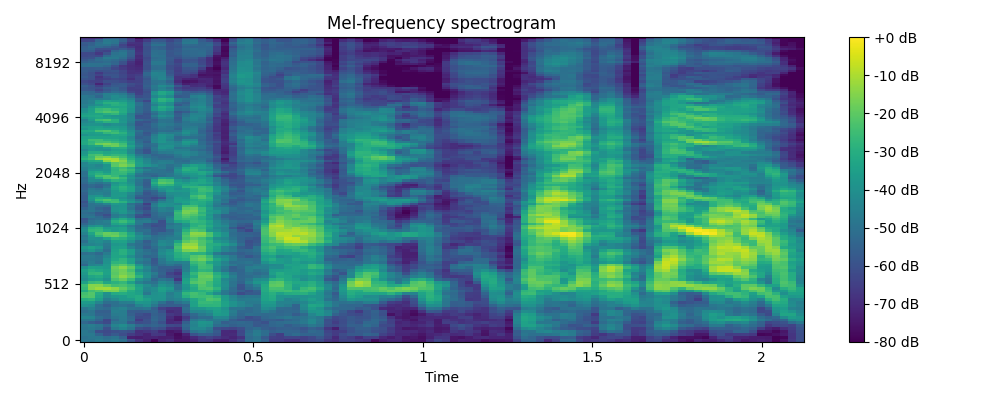 Mel-frequency spectrogram
8192
4096
2048
1024
512
0
Hz
0
0.5
1
1.5
2
Time
+0 dB
-10 dB
-20 dB
-30 dB
-40 dB
-50 dB
-60 dB
-70 dB
-80 dB